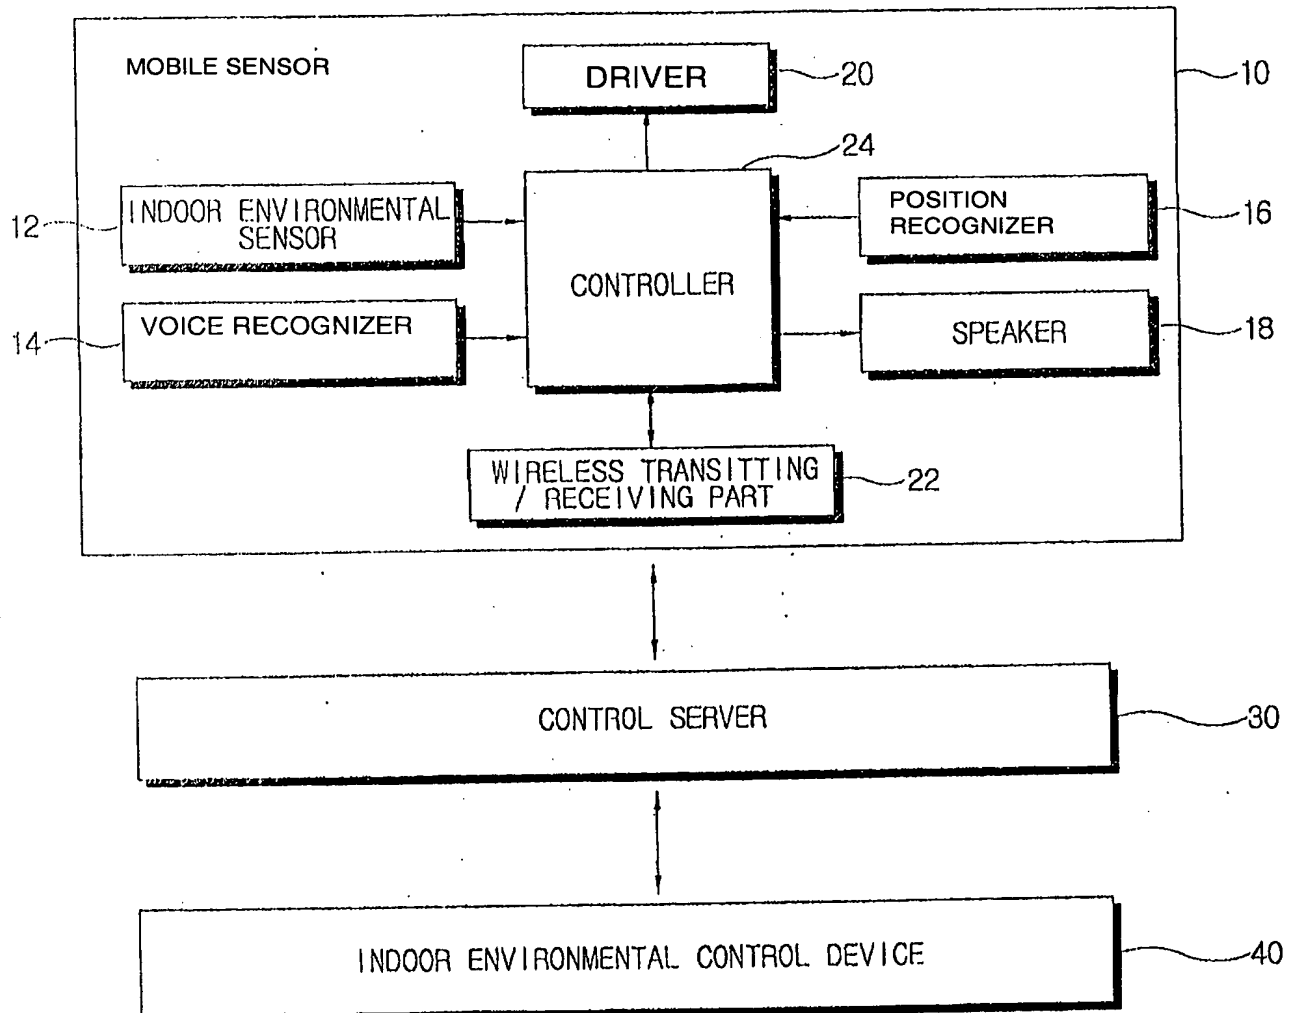 MOBILE SENSOR
DRIVER
20
10
24
12
INDOOR ENVIRONMENTAL
SENSOR
POSITION
RECOGNIZER
16
CONTROLLER
14
VOICE RECOGNIZER
SPEAKER
18
WIRELESS TRANSITTING
/ RECEIVING PART
22
CONTROL SERVER
30
INDOOR ENVIRONMENTAL CONTROL DEVICE
40